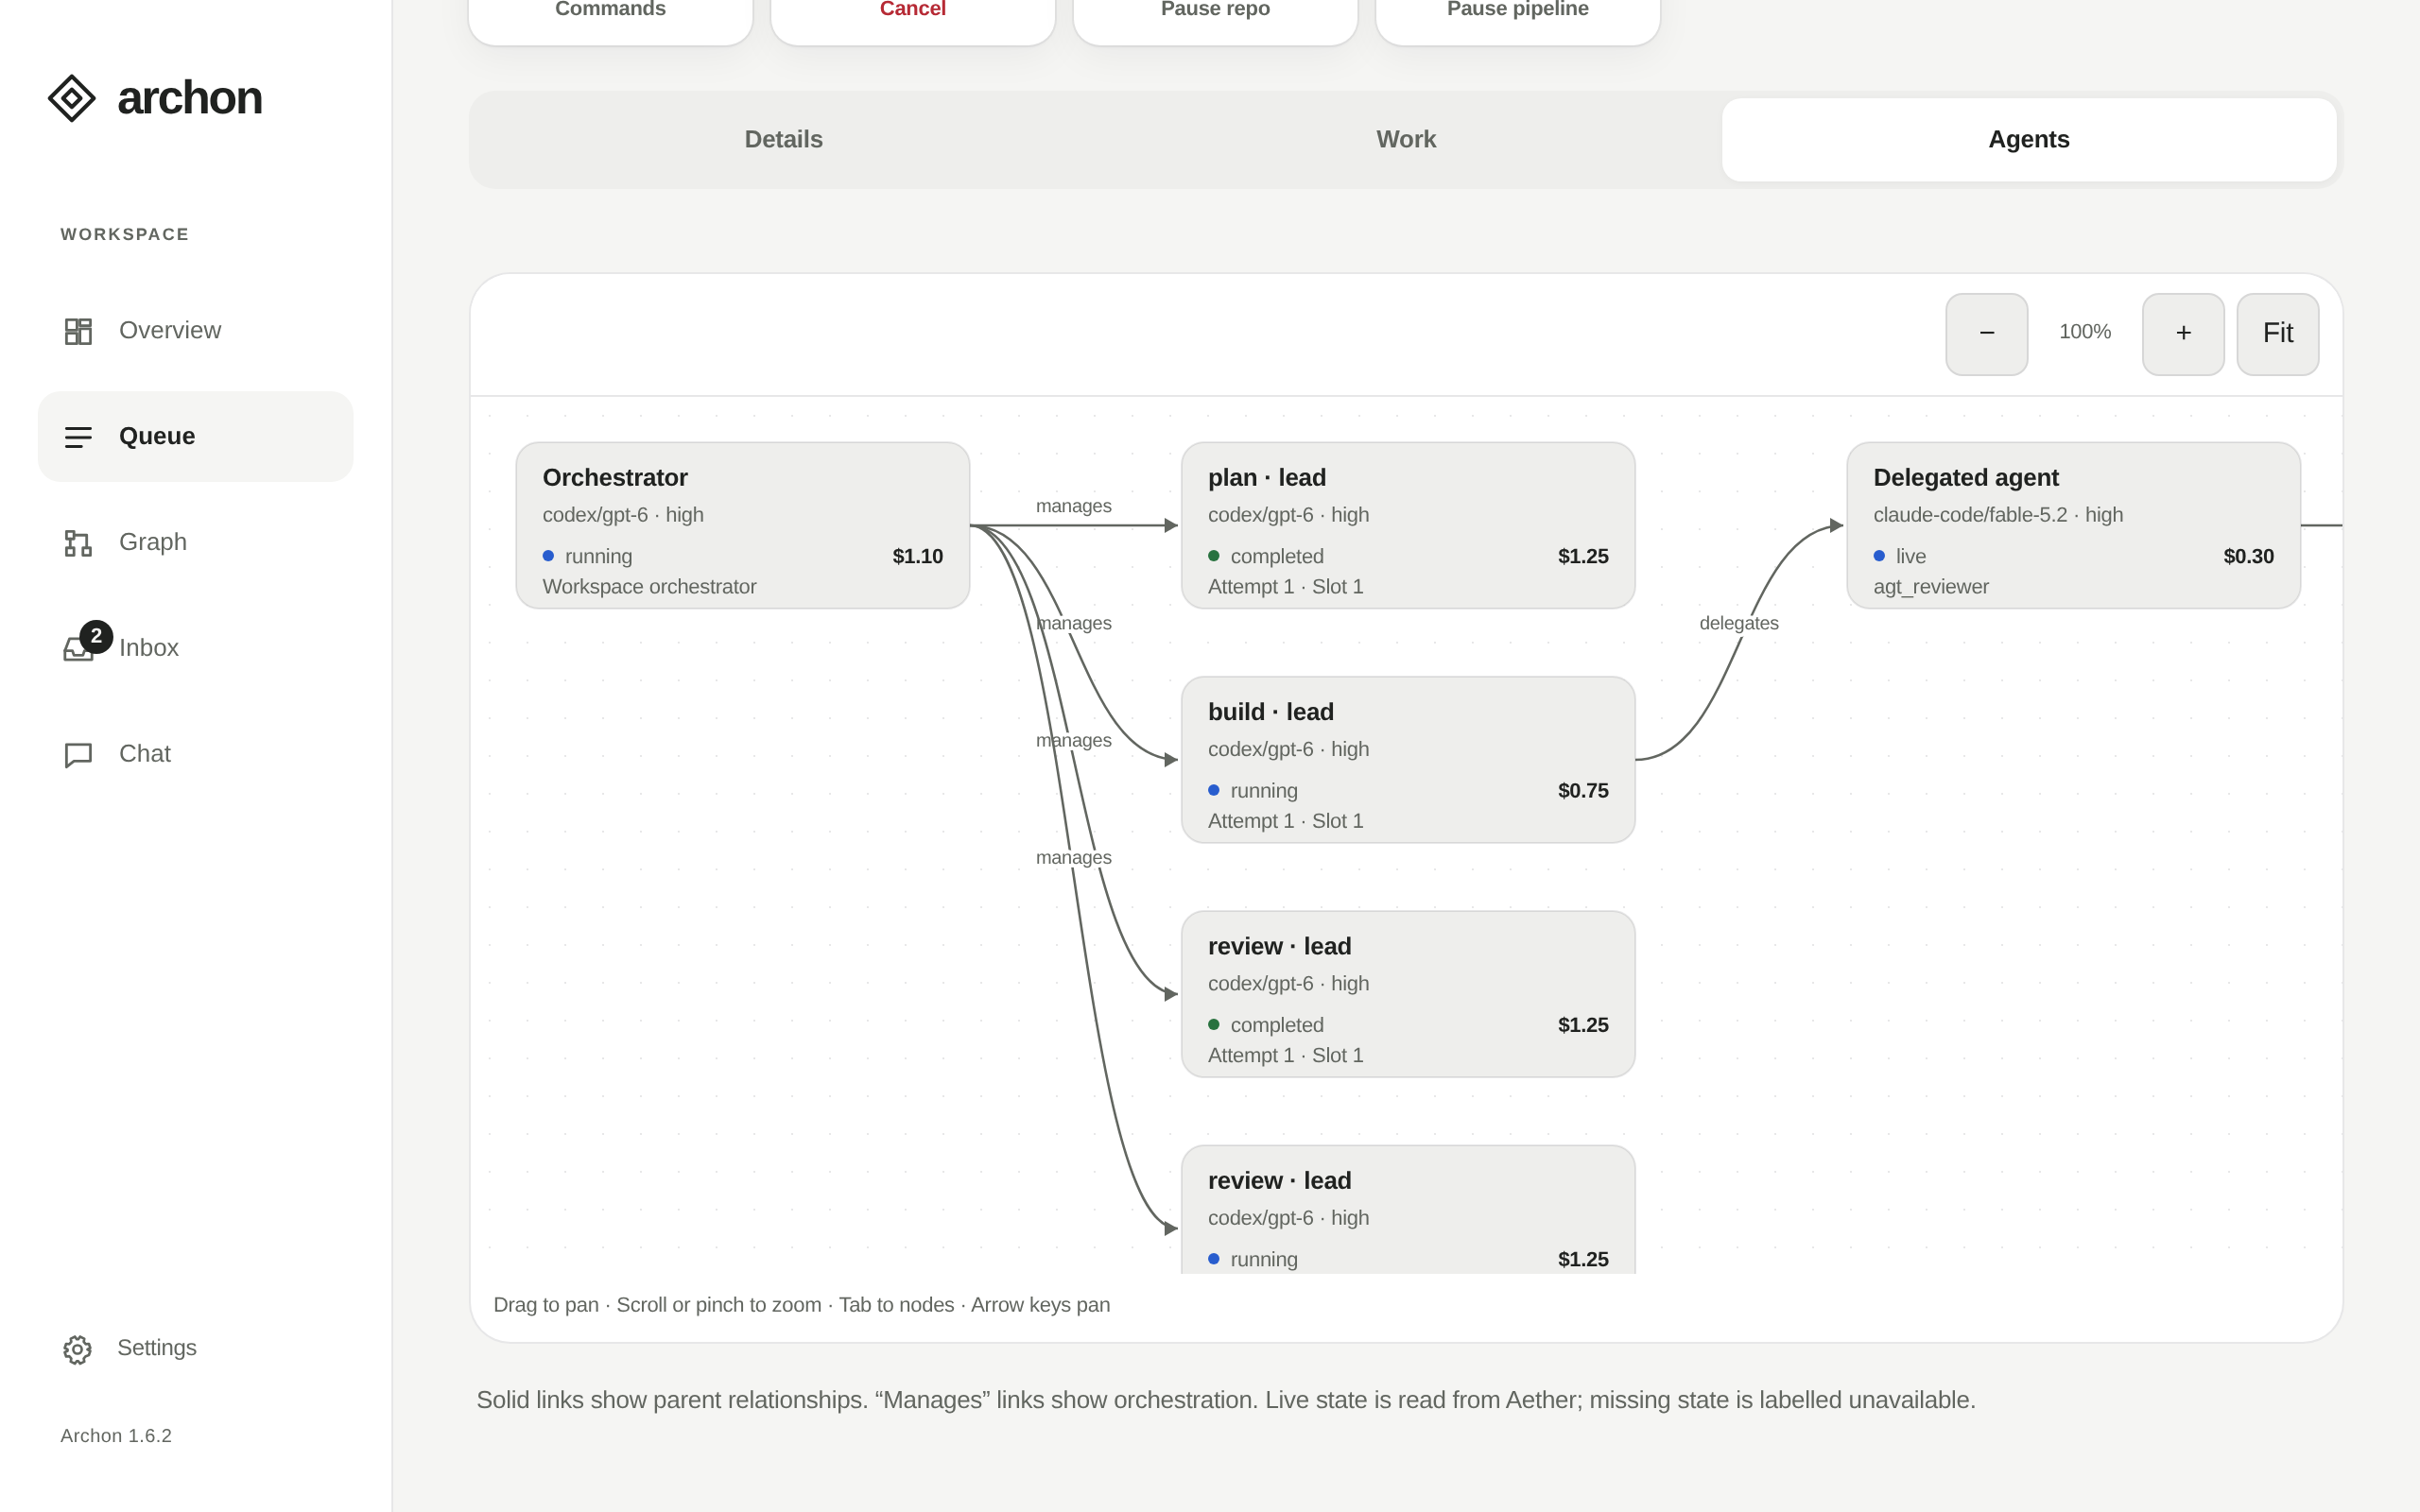 Commands
Cancel
Pause repo
Pause pipeline
archon
Details
Work
Agents
WORKSPACE
Overview
Queue
Graph
2
Inbox
Chat
Settings
Archon 1.6.2
−
100%
+
Fit
Orchestrator
codex/gpt-6 · high
running
$1.10
Workspace orchestrator
manages
manages
manages
manages
plan · lead
codex/gpt-6 · high
completed
$1.25
Attempt 1 · Slot 1
build · lead
codex/gpt-6 · high
running
$0.75
Attempt 1 · Slot 1
review · lead
codex/gpt-6 · high
completed
$1.25
Attempt 1 · Slot 1
review · lead
codex/gpt-6 · high
running
$1.25
delegates
Delegated agent
claude-code/fable-5.2 · high
live
$0.30
agt_reviewer
Drag to pan · Scroll or pinch to zoom · Tab to nodes · Arrow keys pan
Solid links show parent relationships. “Manages” links show orchestration. Live state is read from Aether; missing state is labelled unavailable.